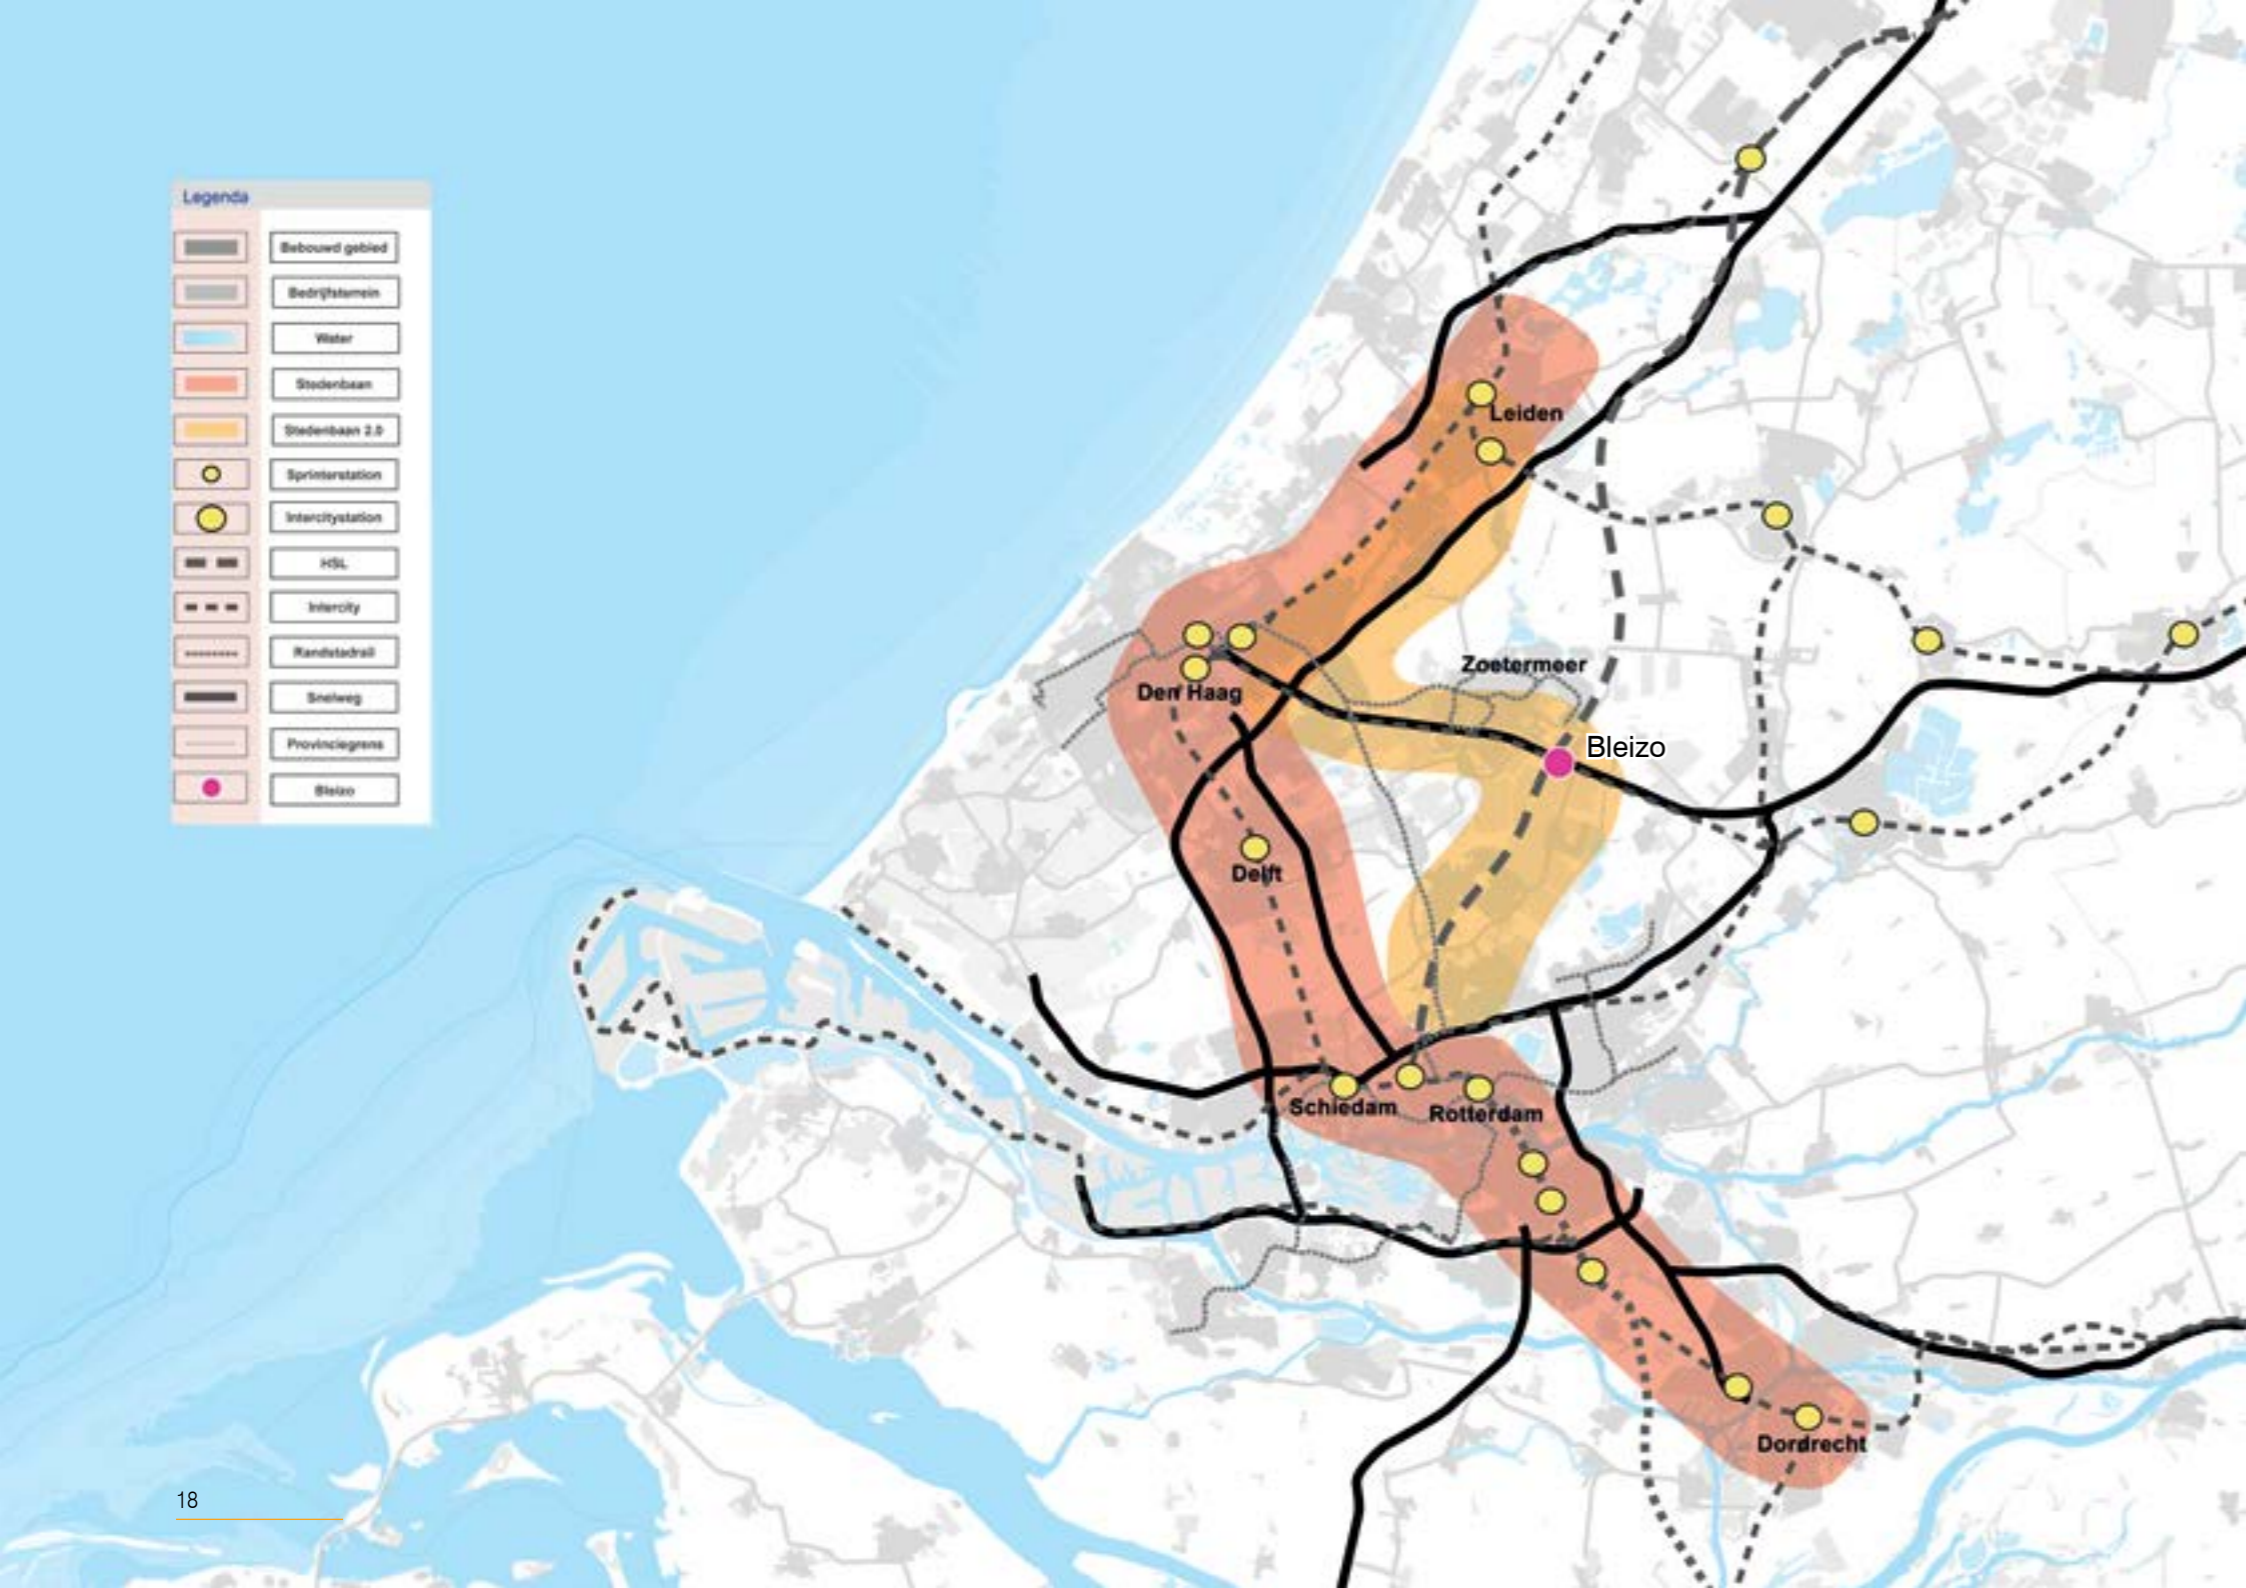 Legenda
Bebouwd gebied
Bedrijfsterrein
Water
Stedenbaan
Stedenbaan 2.0
Sprinterstation
Intercitystation
HSL
Intercity
Randstadrail
Snelweg
Provinciegrens
Bleizo
Leiden
Zoetermeer
Den Haag
Bleizo
Delft
Schiedam
Rotterdam
Dordrecht
18